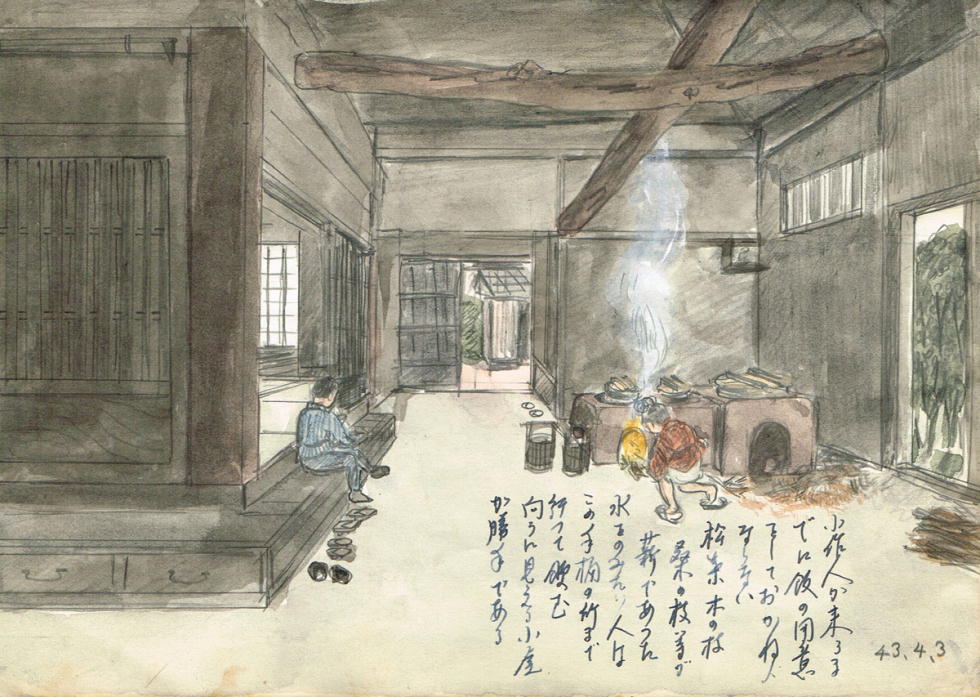 小作人が来るま
でに飯の用意
をしておかねば
ならない
松葉 木の枝
桑の枝等が
薪であった
水をのみたい人は
この手桶の所まで
行って飲む
向うに見える小屋
が勝手である
43.4.3